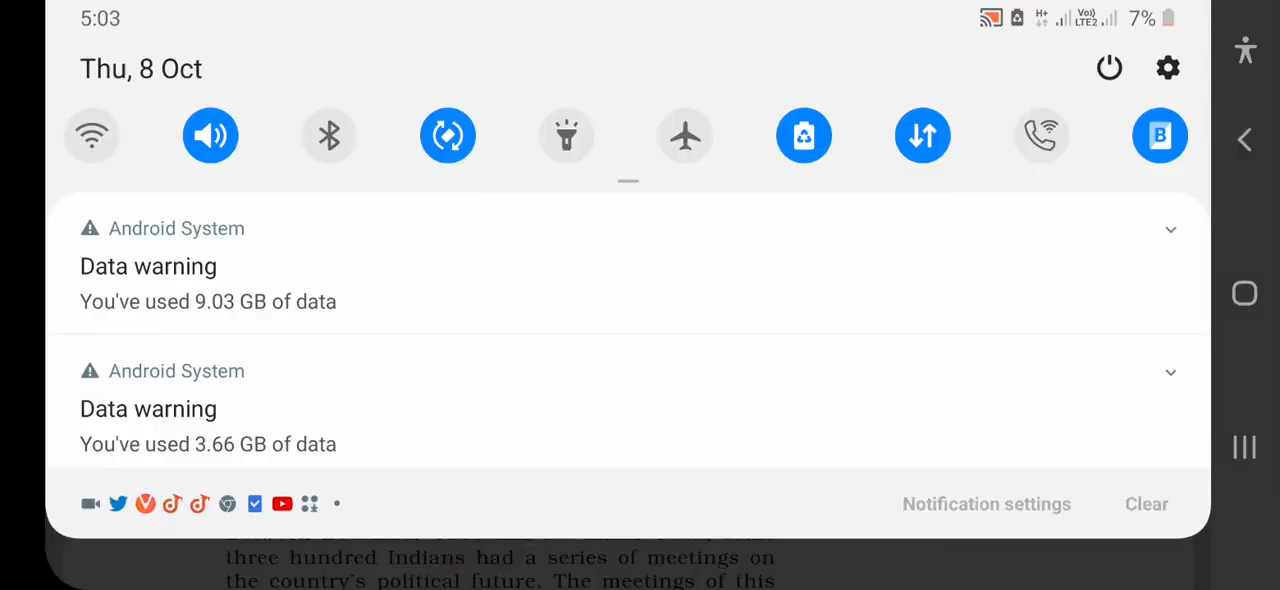 5:03
H+
Vo)) LTE2
7%
Thu, 8 Oct
B
Android System
Data warning
You've used 9.03 GB of data
Android System
Data warning
You've used 3.66 GB of data
Notification settings
Clear
three hundred Indians had a series of meetings on
the country's political future. The meetings of this